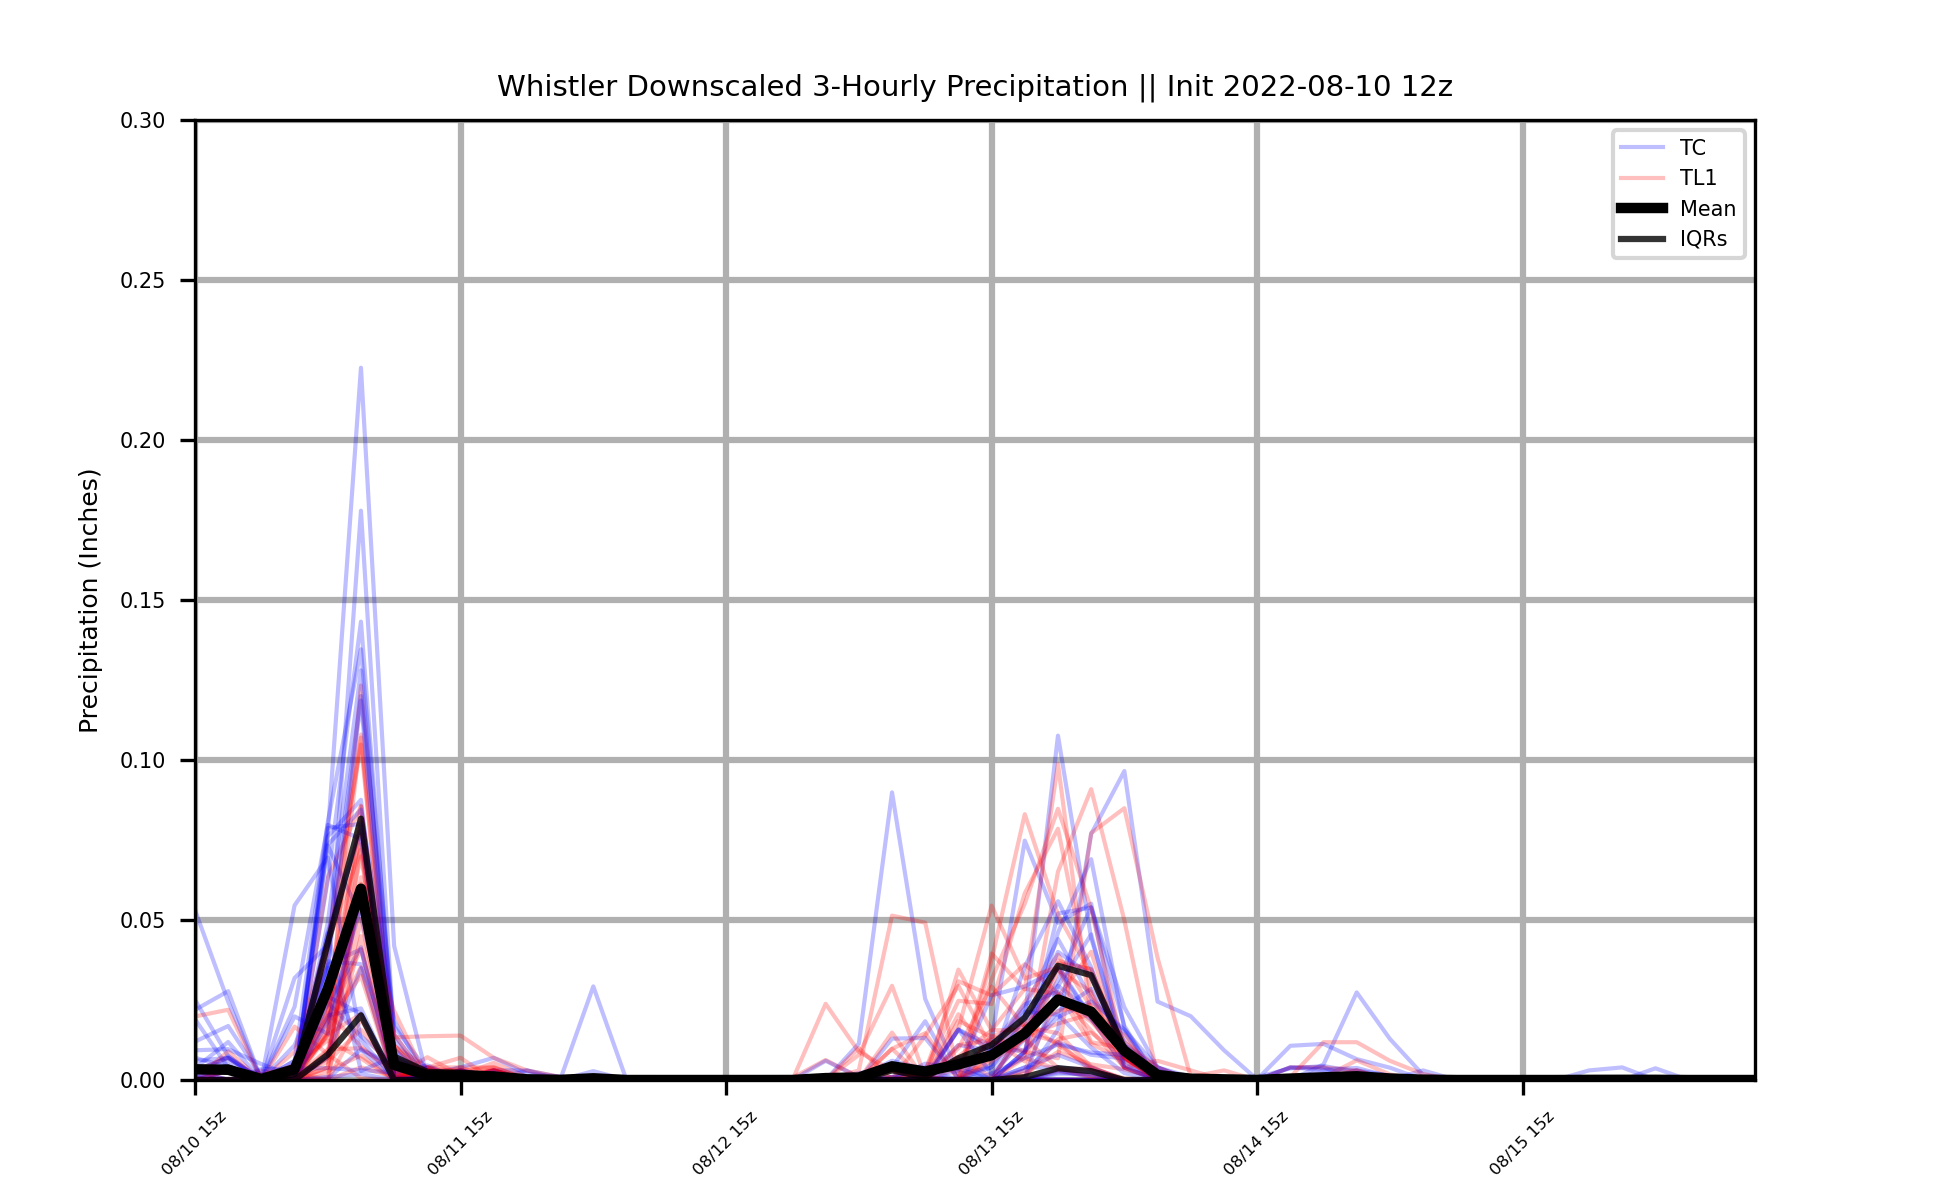 Whistler Downscaled 3-Hourly Precipitation || Init 2022-08-10 12z
Precipitation (Inches)
0.30
0.25
0.20
0.15
0.10
0.05
0.00
TC
TL1
Mean
IQRs
08/10 15z
08/11 15z
08/12 15z
08/13 15z
08/14 15z
08/15 15z